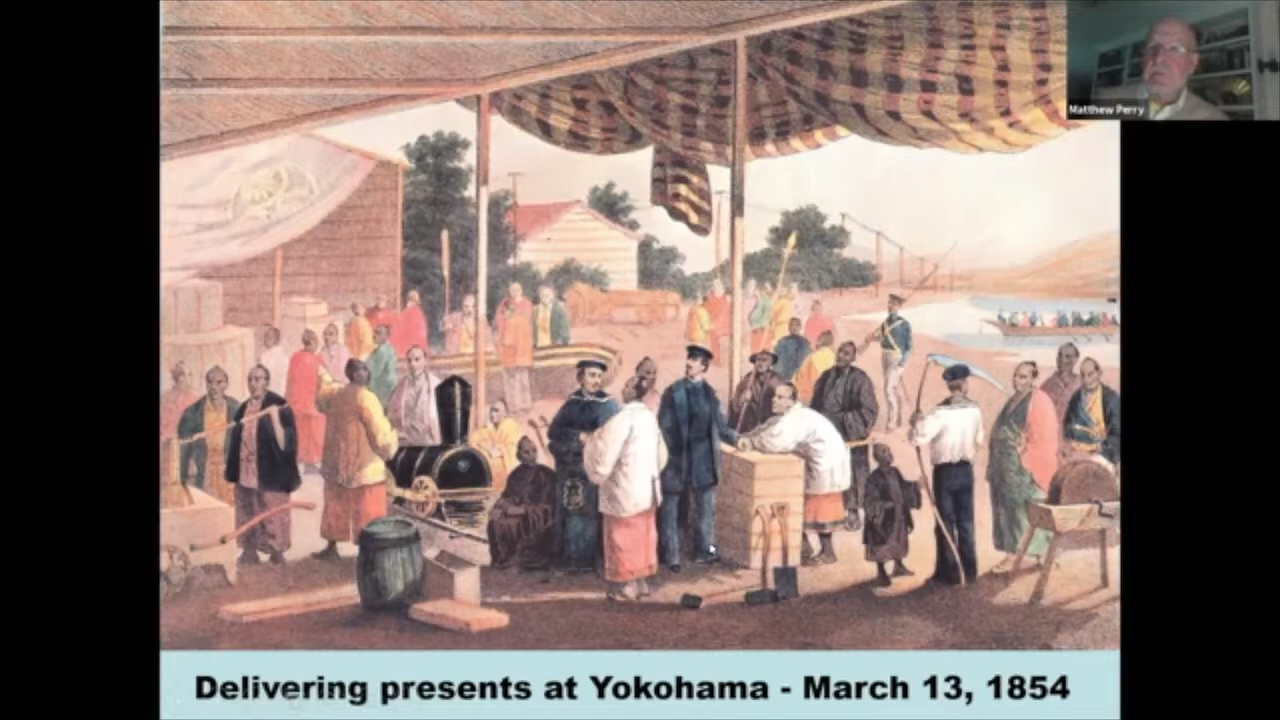 Matthew Perry
Delivering presents at Yokohama - March 13, 1854